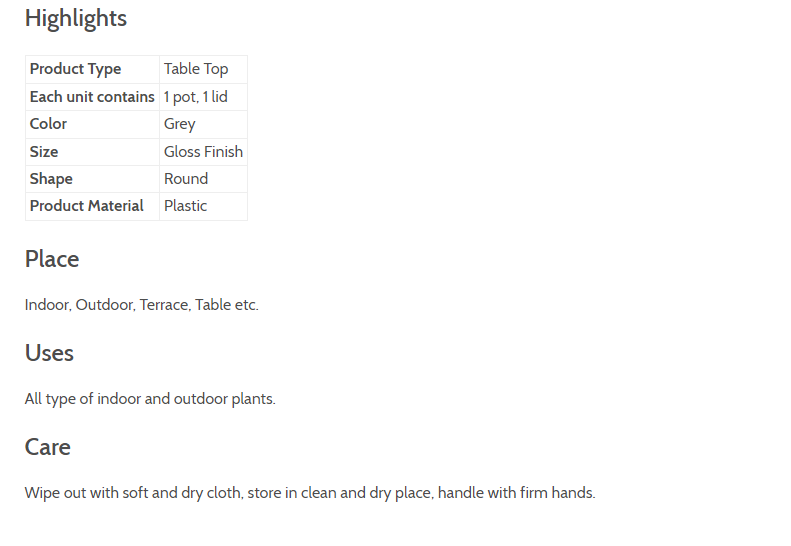 Highlights
Product Type Table Top
Each unit contains 1 pot, 1 lid
Color Grey
Size Gloss Finish
Shape Round
Product Material Plastic
Place
Indoor, Outdoor, Terrace, Table etc.
Uses
All type of indoor and outdoor plants.
Care
Wipe out with soft and dry cloth, store in clean and dry place, handle with firm hands.